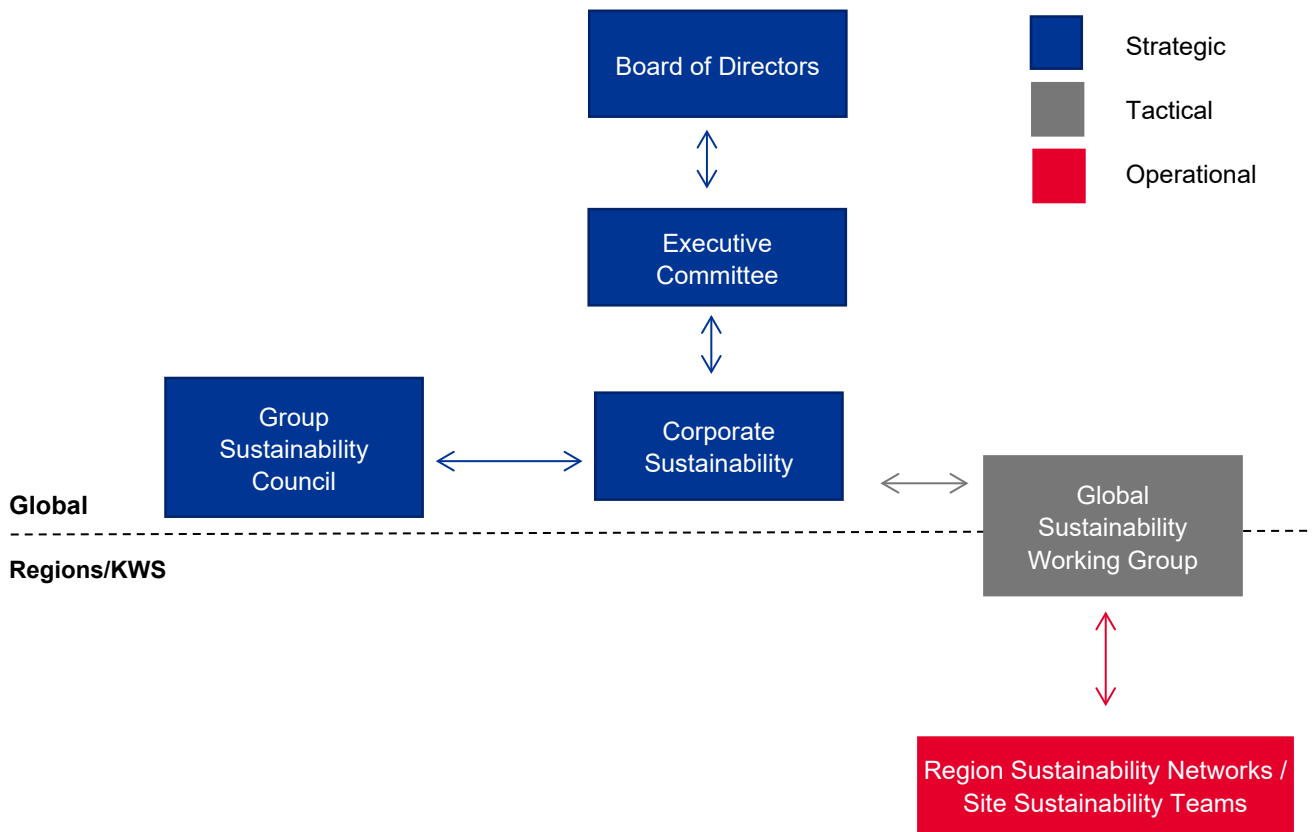 Board of Directors
Strategic
Tactical
Operational
Executive
Committee
Group
Sustainability
Council
Corporate
Sustainability
Global
Sustainability
Working Group
Global
Regions/KWS
Region Sustainability Networks /
Site Sustainability Teams